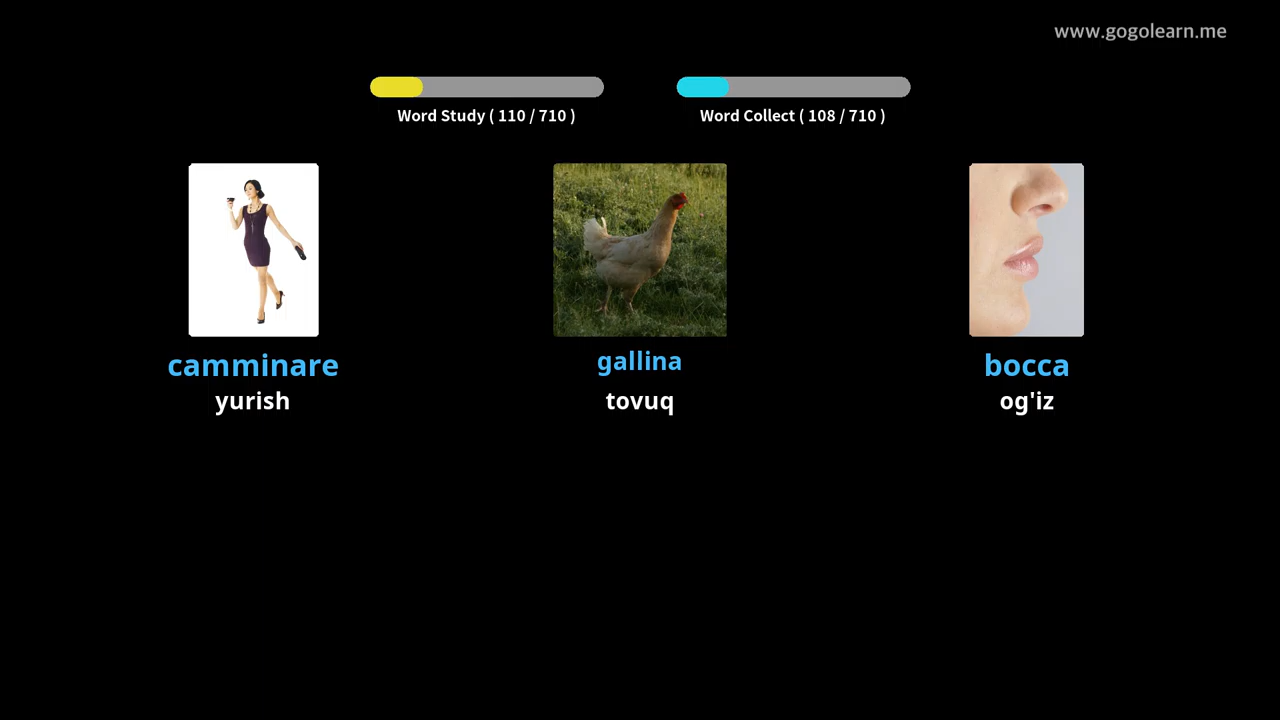 www.gogolearn.me
Word Study ( 110 / 710 )
Word Collect ( 108 / 710 )
camminare
yurish
gallina
tovuq
bocca
og'iz